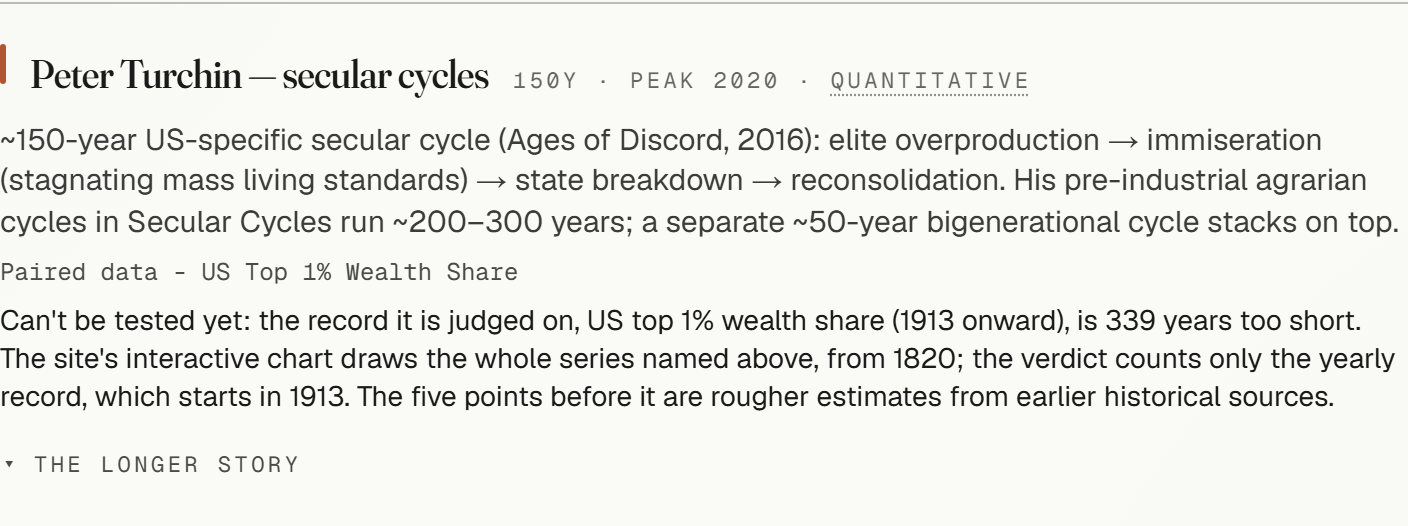 Peter Turchin — secular cycles 150Y · PEAK 2020 · QUANTITATIVE
~150-year US-specific secular cycle (Ages of Discord, 2016): elite overproduction → immiseration
(stagnating mass living standards) → state breakdown → reconsolidation. His pre-industrial agrarian
cycles in Secular Cycles run ~200–300 years; a separate ~50-year bigenerational cycle stacks on top.
Paired data - US Top 1% Wealth Share
Can't be tested yet: the record it is judged on, US top 1% wealth share (1913 onward), is 339 years too short.
The site's interactive chart draws the whole series named above, from 1820; the verdict counts only the yearly
record, which starts in 1913. The five points before it are rougher estimates from earlier historical sources.
▾ THE LONGER STORY